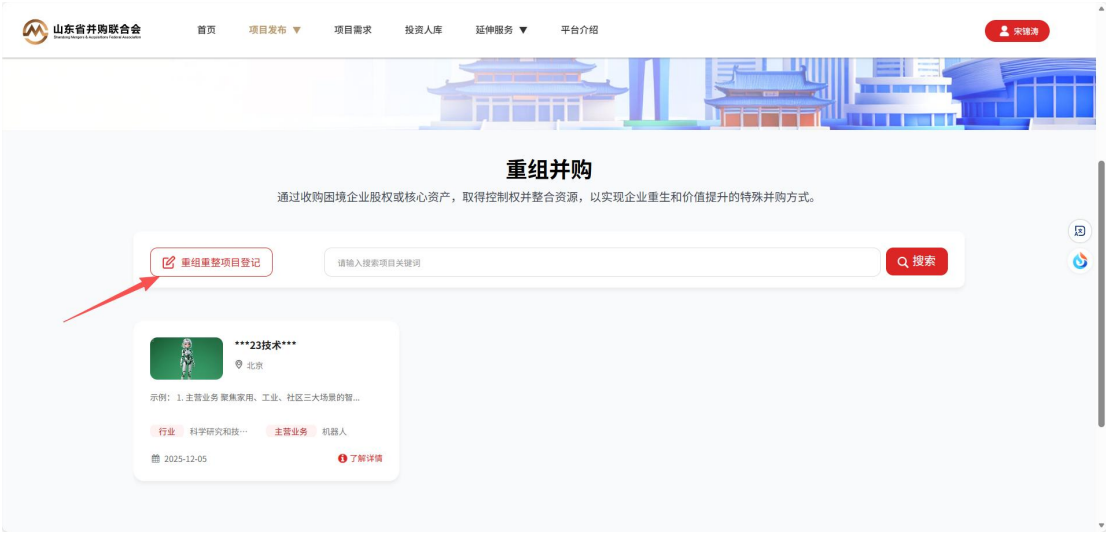 山东省并购联合会
首页 项目发布 ▼ 项目需求 投资人库 延伸服务 ▼ 平台介绍 宋锦涛
重组并购
通过收购困境企业股权或核心资产，取得控制权并整合资源，以实现企业重生和价值提升的特殊并购方式。
重组重整项目登记 请输入搜索项目关键词 搜索
***23技术***
北京
示例： 1. 主营业务 聚焦家用、工业、社区三大场景的智...
行业 科学研究和技… 主营业务 机器人
2025-12-05 了解详情